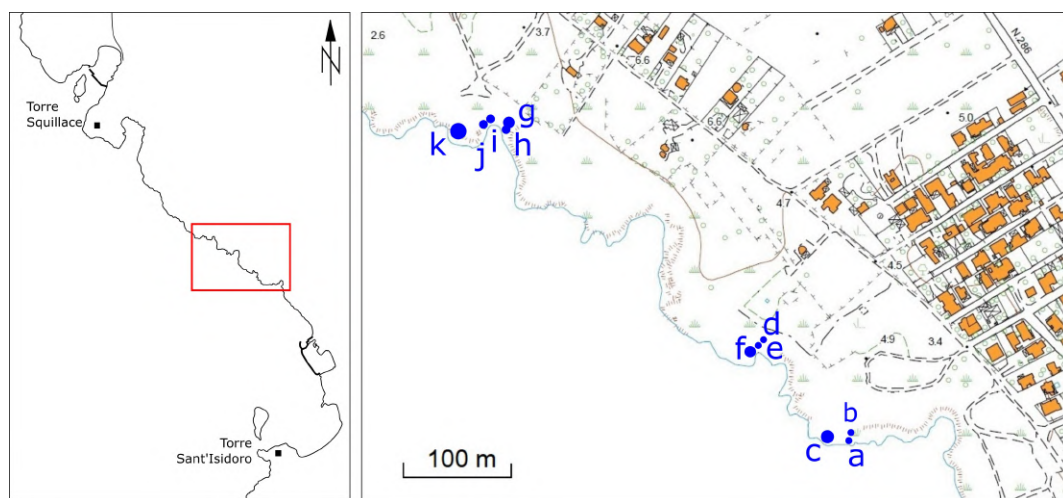 N
Torre
Squillace
Torre
Sant'Isidoro
2.6
3.7
6.6
6.6
N 286
5.0
4.7
4.5
4.9
3.4
k
j
i
g
h
d
f
e
b
c
a
100 m